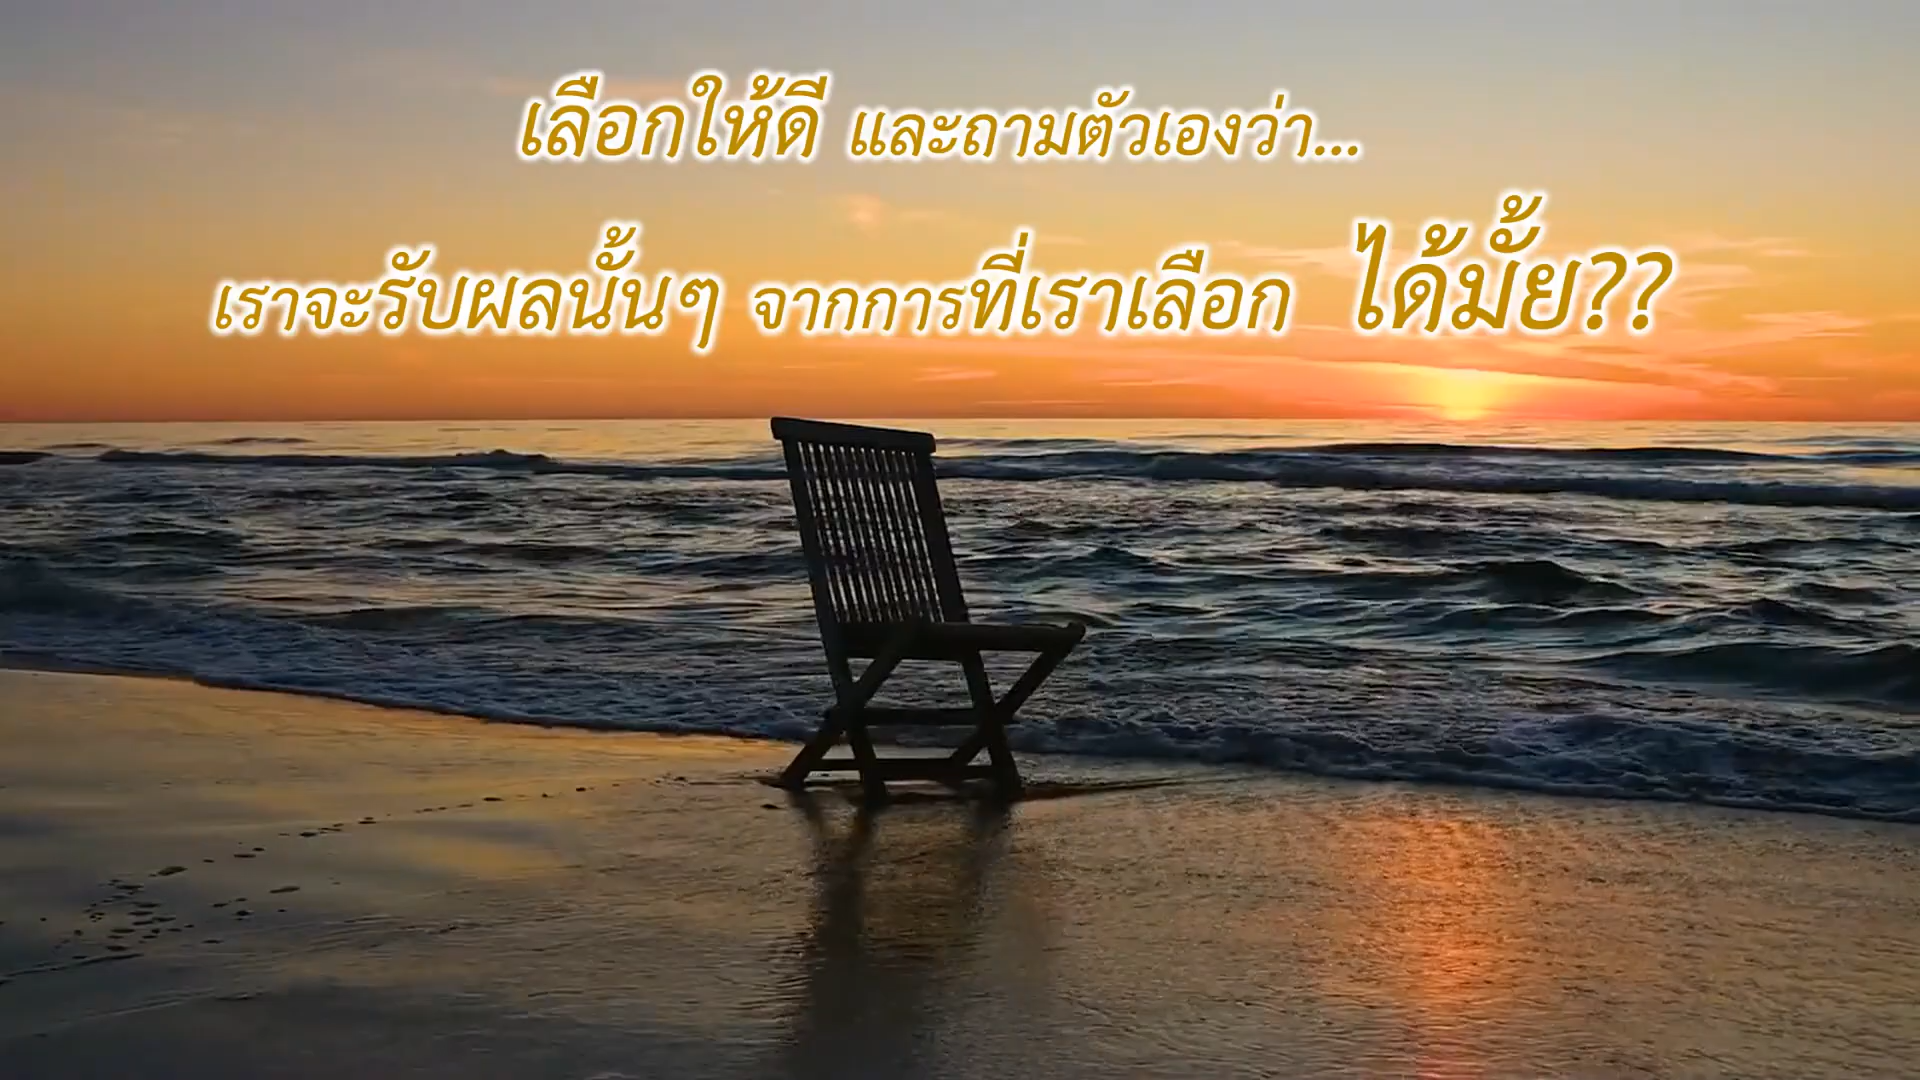 เลือกให้ดี และถามตัวเองว่า...
เราจะรับผลนั้นๆ จากการที่เราเลือก ได้มั้ย??